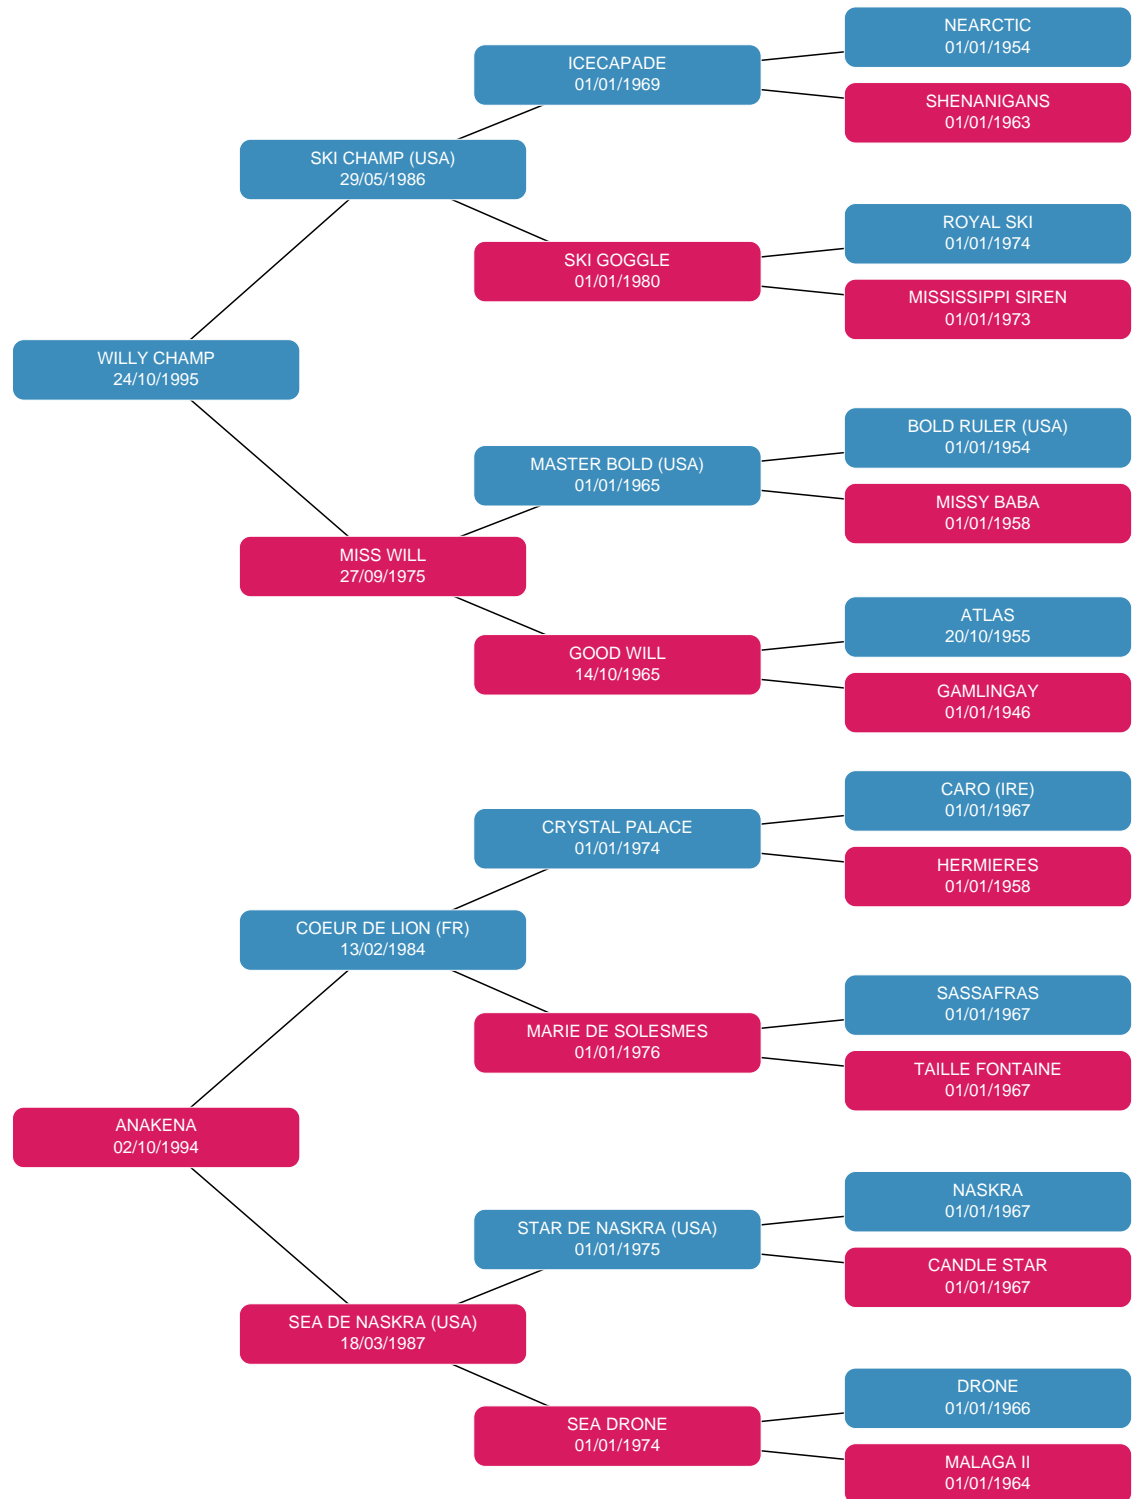 NEARCTIC
01/01/1954
ICECAPADE
01/01/1969
SHENANIGANS
01/01/1963
SKI CHAMP (USA)
29/05/1986
ROYAL SKI
01/01/1974
SKI GOGGLE
01/01/1980
MISSISSIPPI SIREN
01/01/1973
WILLY CHAMP
24/10/1995
BOLD RULER (USA)
01/01/1954
MASTER BOLD (USA)
01/01/1965
MISSY BABA
01/01/1958
MISS WILL
27/09/1975
ATLAS
20/10/1955
GOOD WILL
14/10/1965
GAMLINGAY
01/01/1946
CARO (IRE)
01/01/1967
CRYSTAL PALACE
01/01/1974
HERMIERES
01/01/1958
COEUR DE LION (FR)
13/02/1984
SASSAFRAS
01/01/1967
MARIE DE SOLESMES
01/01/1976
TAILLE FONTAINE
01/01/1967
ANAKENA
02/10/1994
NASKRA
01/01/1967
STAR DE NASKRA (USA)
01/01/1975
CANDLE STAR
01/01/1967
SEA DE NASKRA (USA)
18/03/1987
DRONE
01/01/1966
SEA DRONE
01/01/1974
MALAGA II
01/01/1964